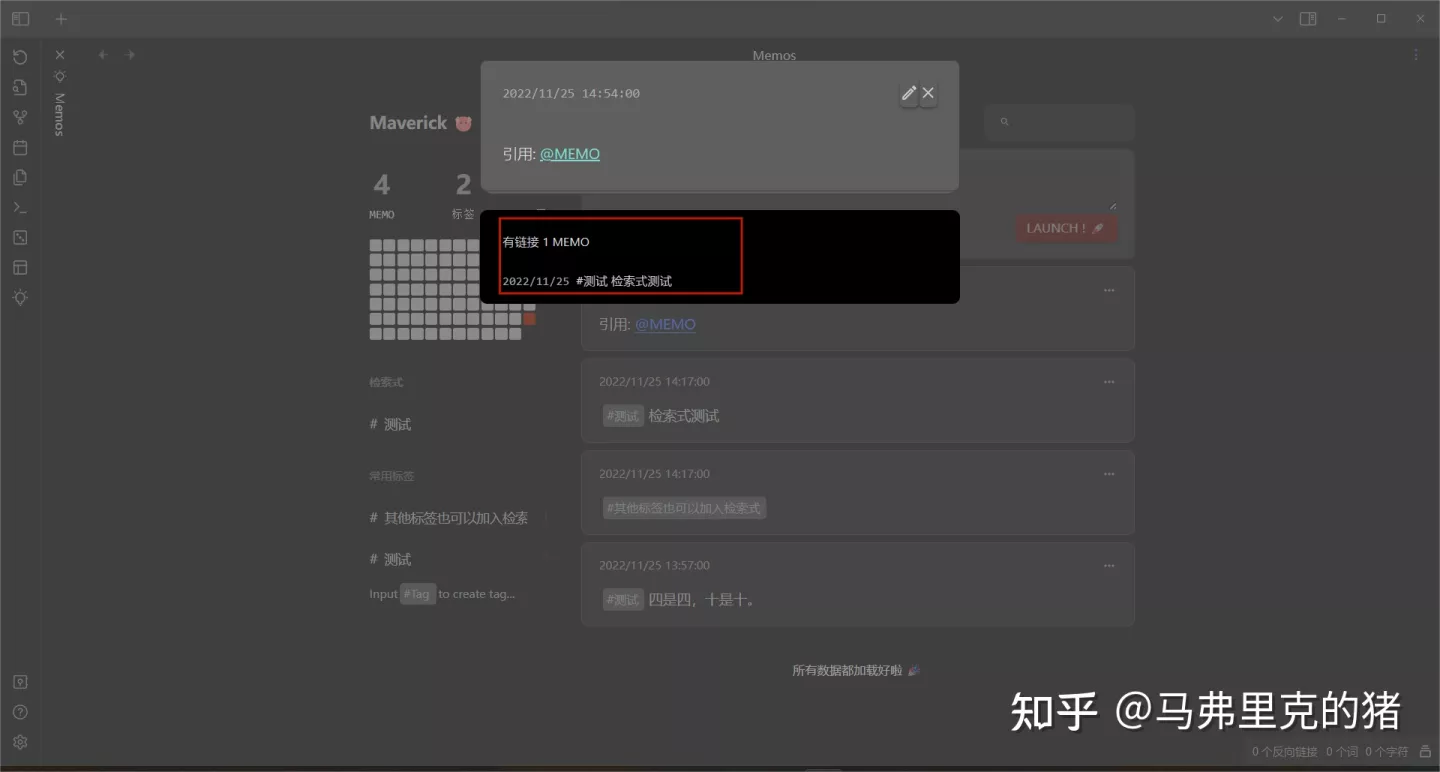 Memos
Memos
2022/11/25 14:54:00
引用: @MEMO
有链接 1 MEMO
2022/11/25 #测试 检索式测试
Maverick
4
2
MEMO
标签
检索式
# 测试
常用标签
# 其他标签也可以加入检索
# 测试
Input #Tag to create tag...
LAUNCH !
引用: @MEMO
2022/11/25 14:17:00
#测试 检索式测试
2022/11/25 14:17:00
#其他标签也可以加入检索式
2022/11/25 13:57:00
#测试 四是四，十是十。
所有数据都加载好啦
知乎 @马弗里克的猪
0 个反向链接 0 个词 0 个字符